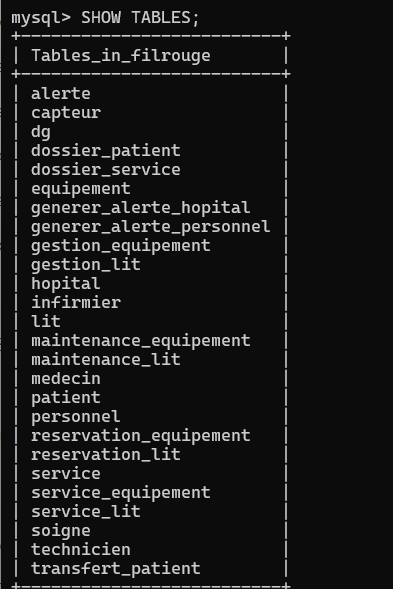 mysql> SHOW TABLES;
+---------------------------+
| Tables_in_filrouge        |
+---------------------------+
| alerte                    |
| capteur                   |
| dg                        |
| dossier_patient           |
| dossier_service           |
| equipement                |
| generer_alerte_hopital    |
| generer_alerte_personnel  |
| gestion_equipement        |
| gestion_lit               |
| hopital                   |
| infirmier                 |
| lit                       |
| maintenance_equipement    |
| maintenance_lit           |
| medecin                   |
| patient                   |
| personnel                 |
| reservation_equipement    |
| reservation_lit           |
| service                   |
| service_equipement        |
| service_lit               |
| soigne                    |
| technicien                |
| transfert_patient         |
+---------------------------+